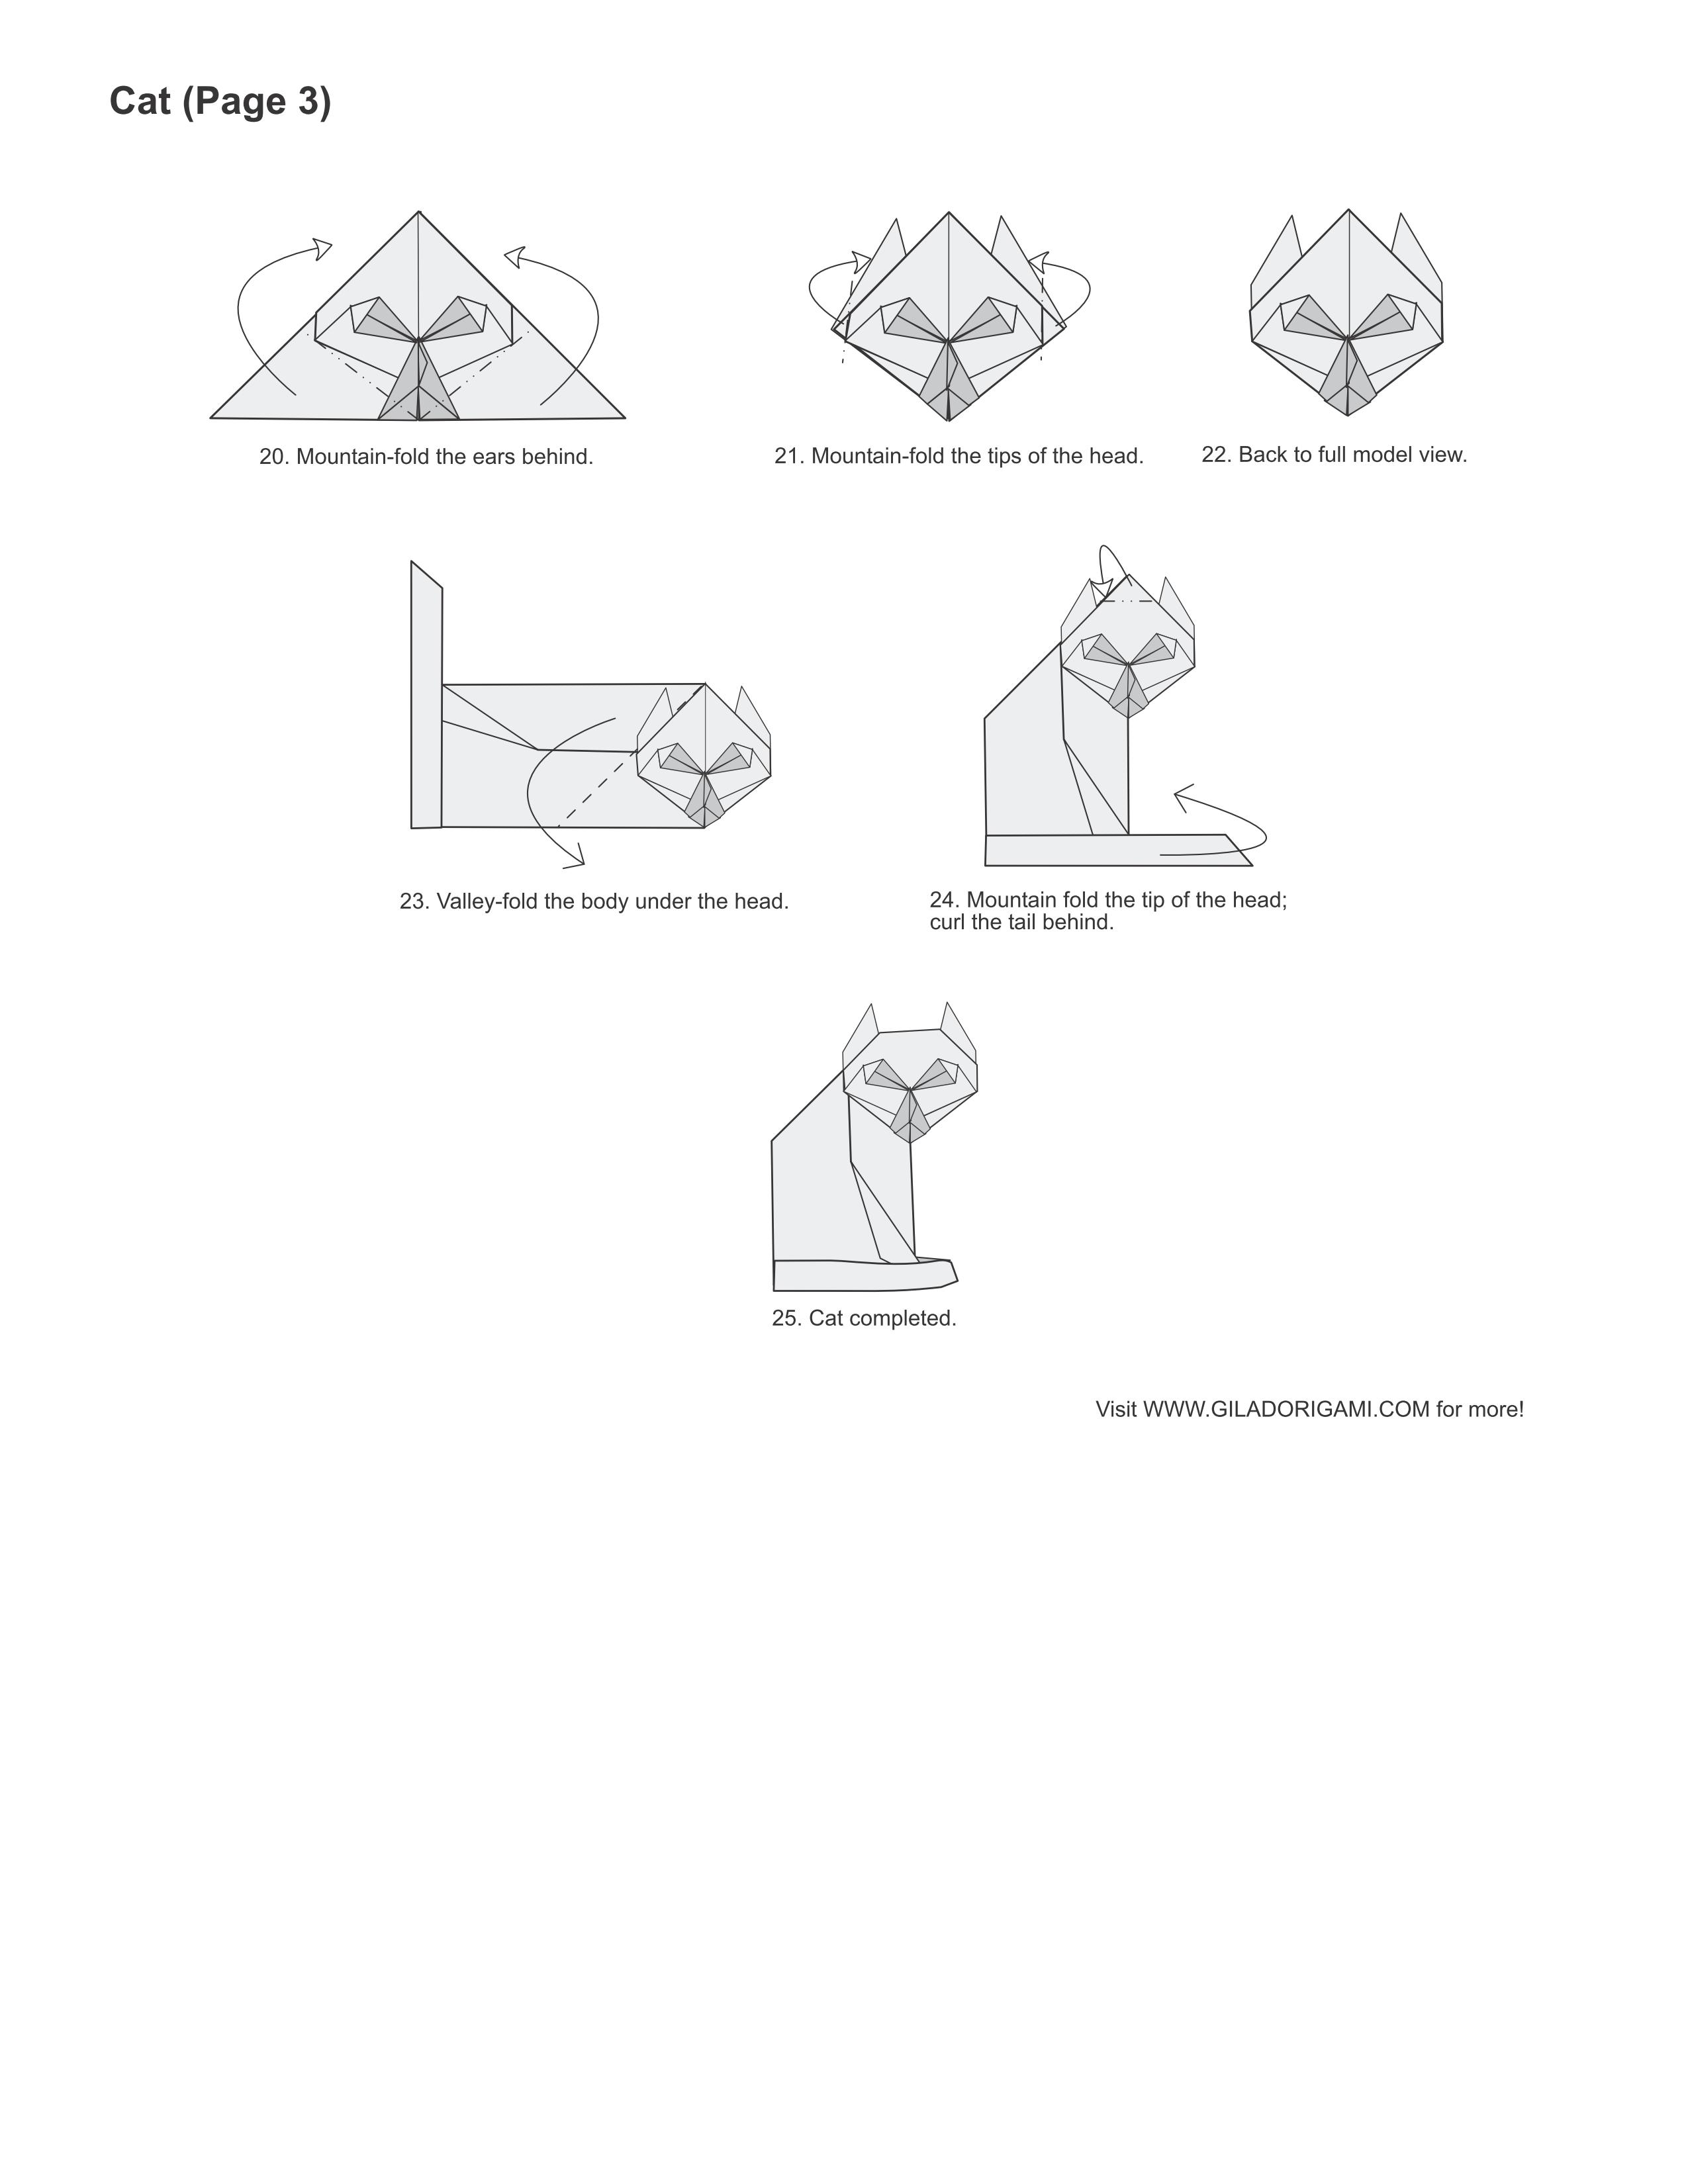 Cat (Page 3)
20. Mountain-fold the ears behind.
21. Mountain-fold the tips of the head.
22. Back to full model view.
23. Valley-fold the body under the head.
24. Mountain fold the tip of the head;
curl the tail behind.
25. Cat completed.
Visit WWW.GILADORIGAMI.COM for more!